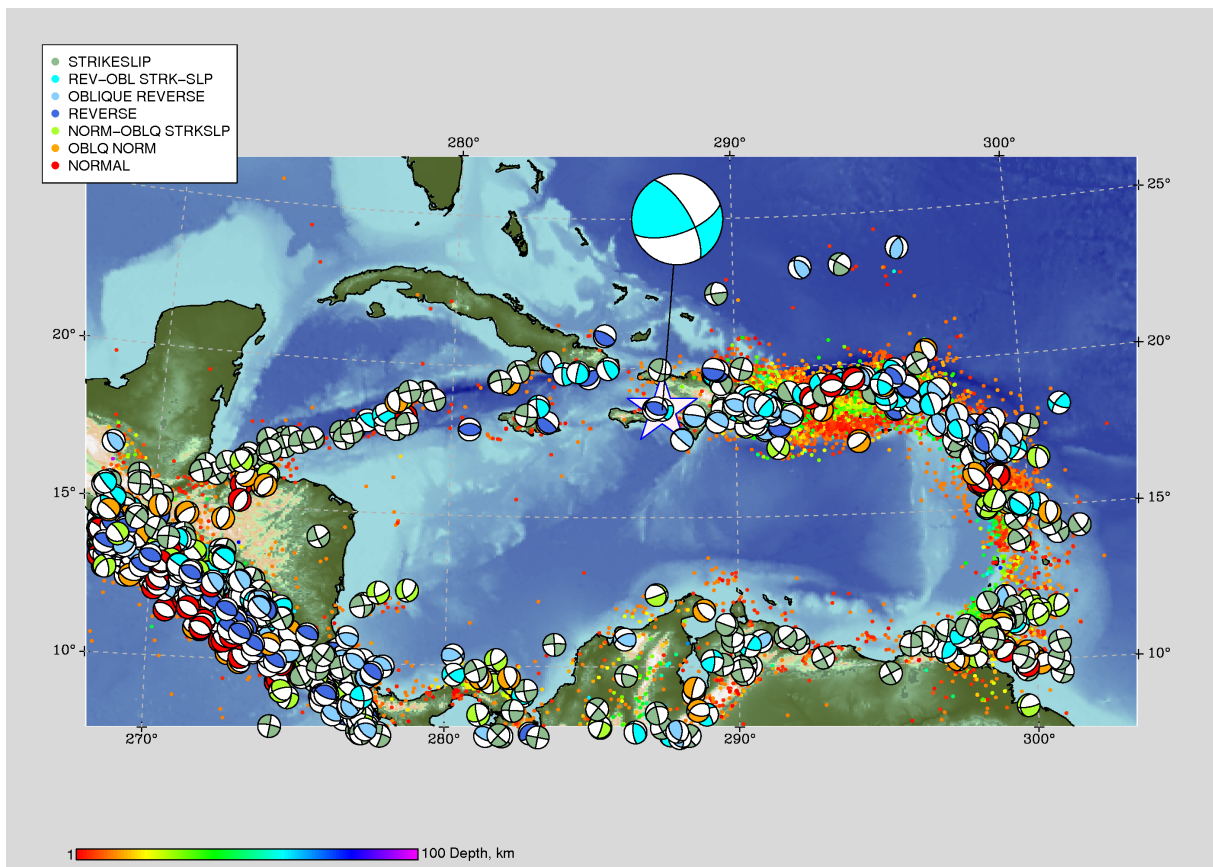 STRIKESLIP
REV-OBL STRK-SLP
OBLIQUE REVERSE
REVERSE
NORM-OBLQ STRKSLP
OBLQ NORM
NORMAL
280° 290° 300°
25°
20° 20°
15° 15°
10° 10°
270° 280° 290° 300°
1 100 Depth, km